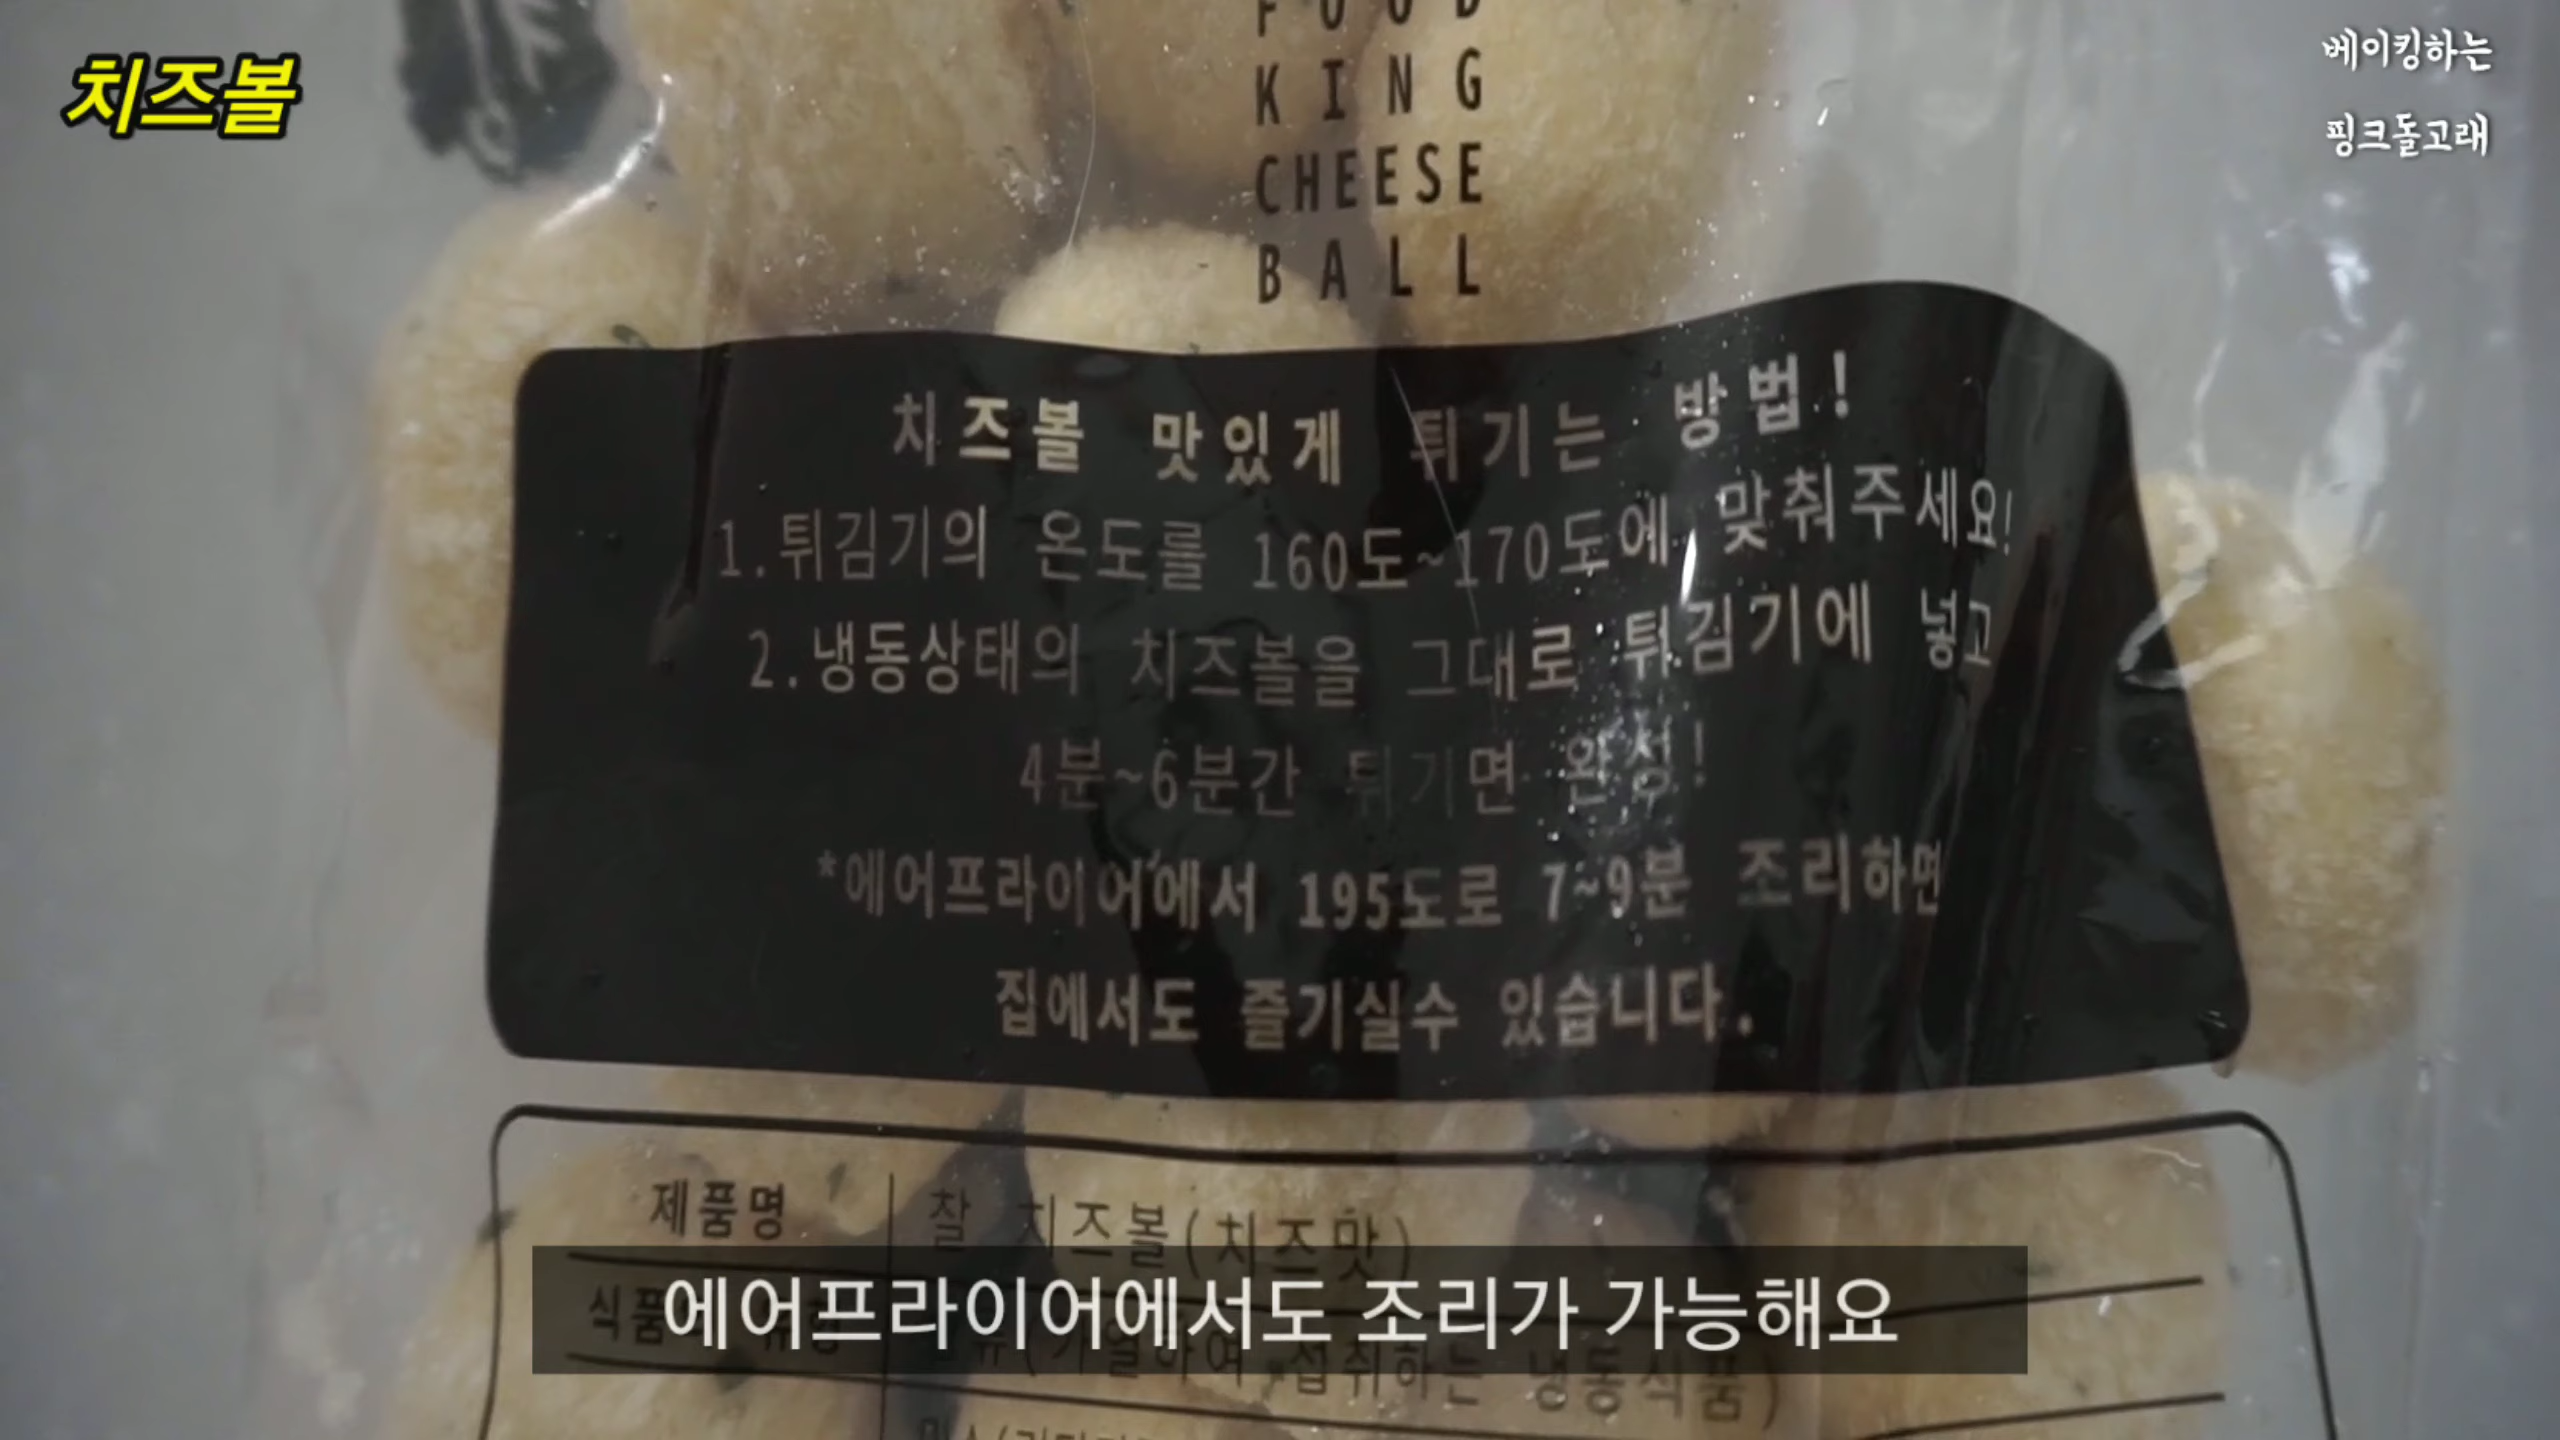 치즈볼
베이킹하는
핑크돌고래
FOOD
KING
CHEESE
BALL
치즈볼 맛있게 튀기는 방법!
1.튀김기의 온도를 160도~170도에 맞춰주세요!
2.냉동상태의 치즈볼을 그대로 튀김기에 넣고
4분~6분간 튀기면 완성!
*에어프라이어에서 195도로 7~9분 조리하면
집에서도 즐기실수 있습니다.
제품명 찰 치즈볼(치즈맛)
에어프라이어에서도 조리가 가능해요